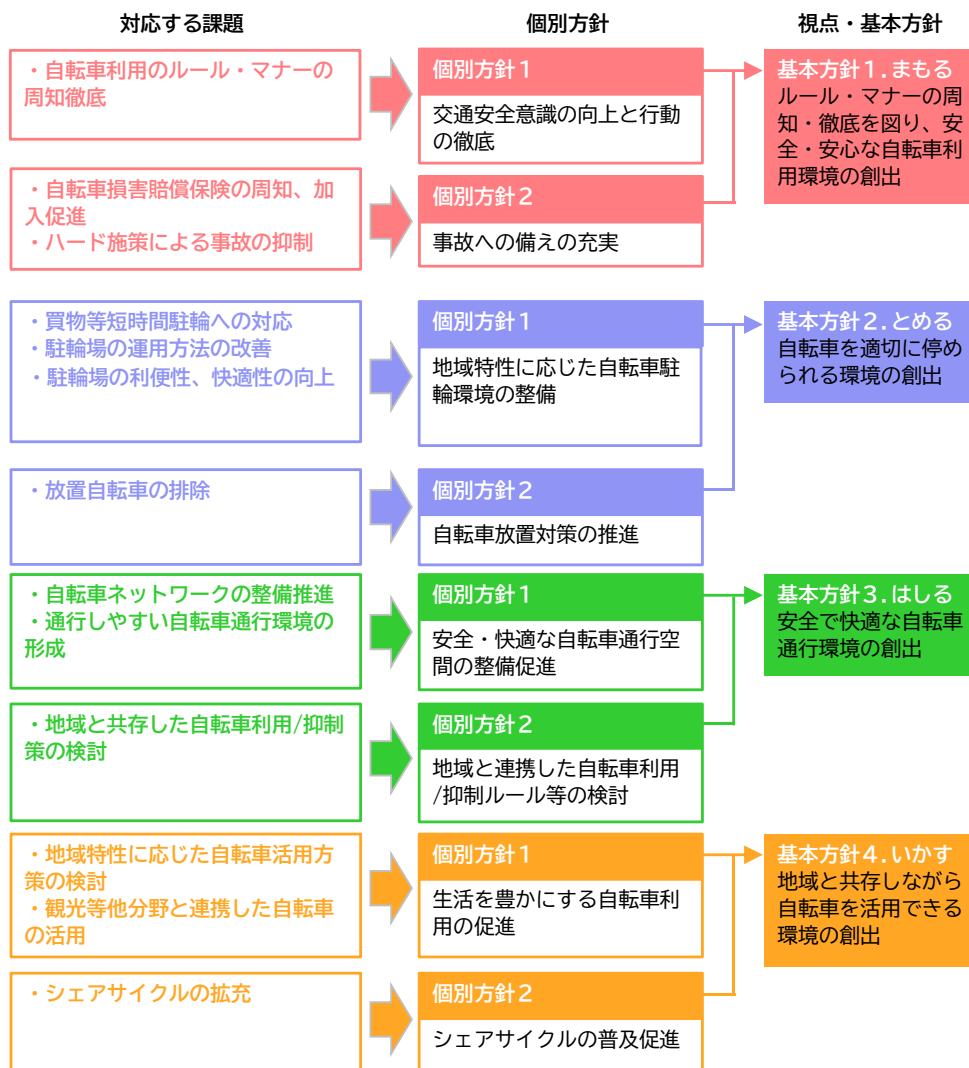 対応する課題
個別方針
視点・基本方針
・自転車利用のルール・マナーの
周知徹底
個別方針1
交通安全意識の向上と行動
の徹底
基本方針1.まもる
ルール・マナーの周
知・徹底を図り、安
全・安心な自転車利
用環境の創出
・自転車損害賠償保険の周知、加
入促進
・ハード施策による事故の抑制
個別方針2
事故への備えの充実
・買物等短時間駐輪への対応
・駐輪場の運用方法の改善
・駐輪場の利便性、快適性の向上
個別方針1
地域特性に応じた自転車駐
輪環境の整備
基本方針2.とめる
自転車を適切に停め
られる環境の創出
・放置自転車の排除
個別方針2
自転車放置対策の推進
・自転車ネットワークの整備推進
・通行しやすい自転車通行環境の
形成
個別方針1
安全・快適な自転車通行空
間の整備促進
基本方針3.はしる
安全で快適な自転車
通行環境の創出
・地域と共存した自転車利用/抑制
策の検討
個別方針2
地域と連携した自転車利用
/抑制ルール等の検討
・地域特性に応じた自転車活用方
策の検討
・観光等他分野と連携した自転車
の活用
個別方針1
生活を豊かにする自転車利
用の促進
基本方針4.いかす
地域と共存しながら
自転車を活用できる
環境の創出
・シェアサイクルの拡充
個別方針2
シェアサイクルの普及促進